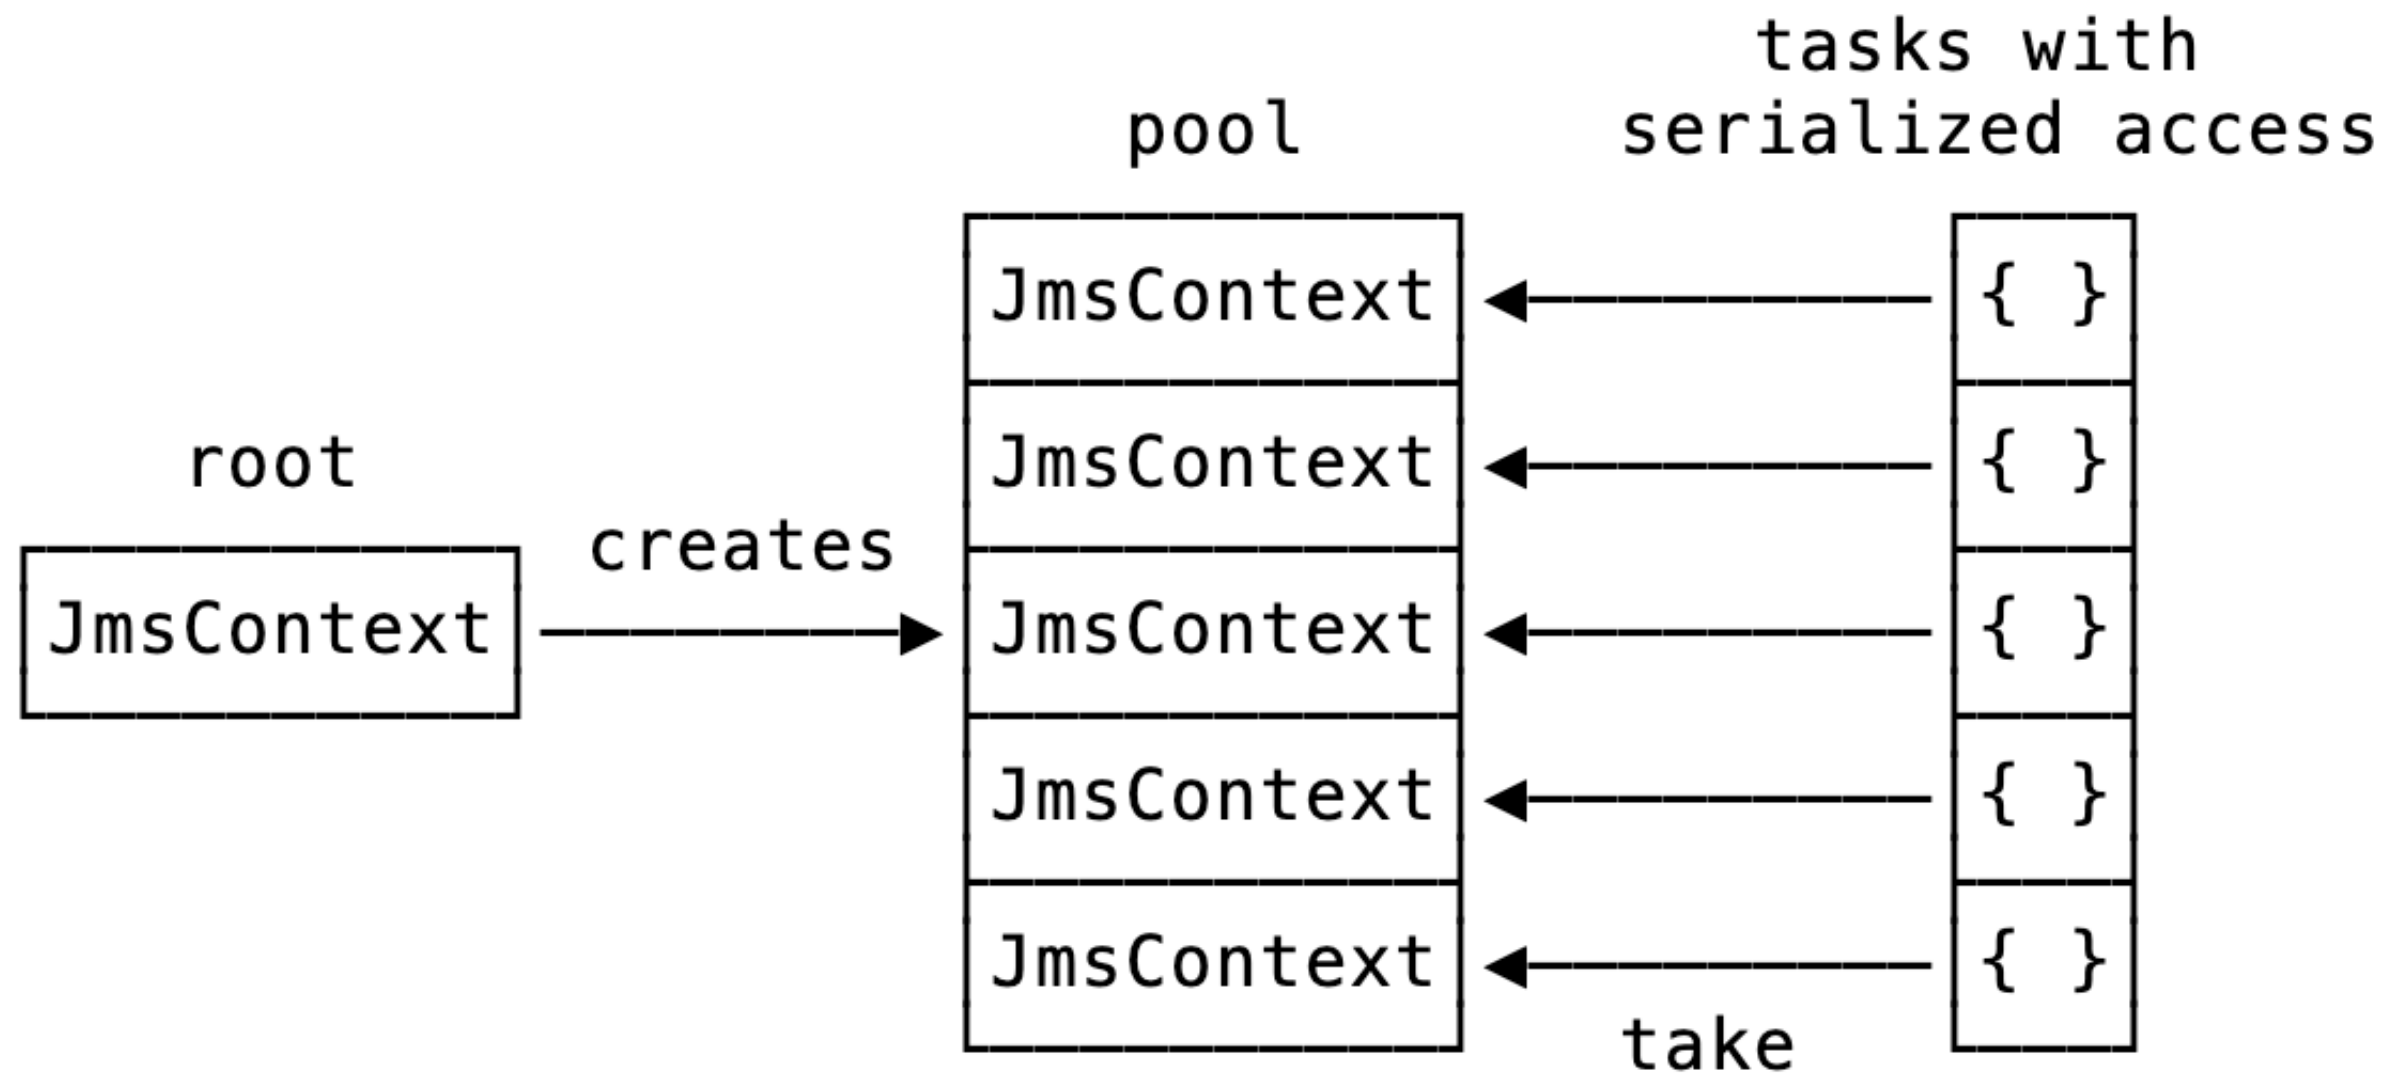 tasks with
serialized access
pool
root
creates
JmsContext
JmsContext
JmsContext
JmsContext
JmsContext
JmsContext
{ }
{ }
{ }
{ }
{ }
take